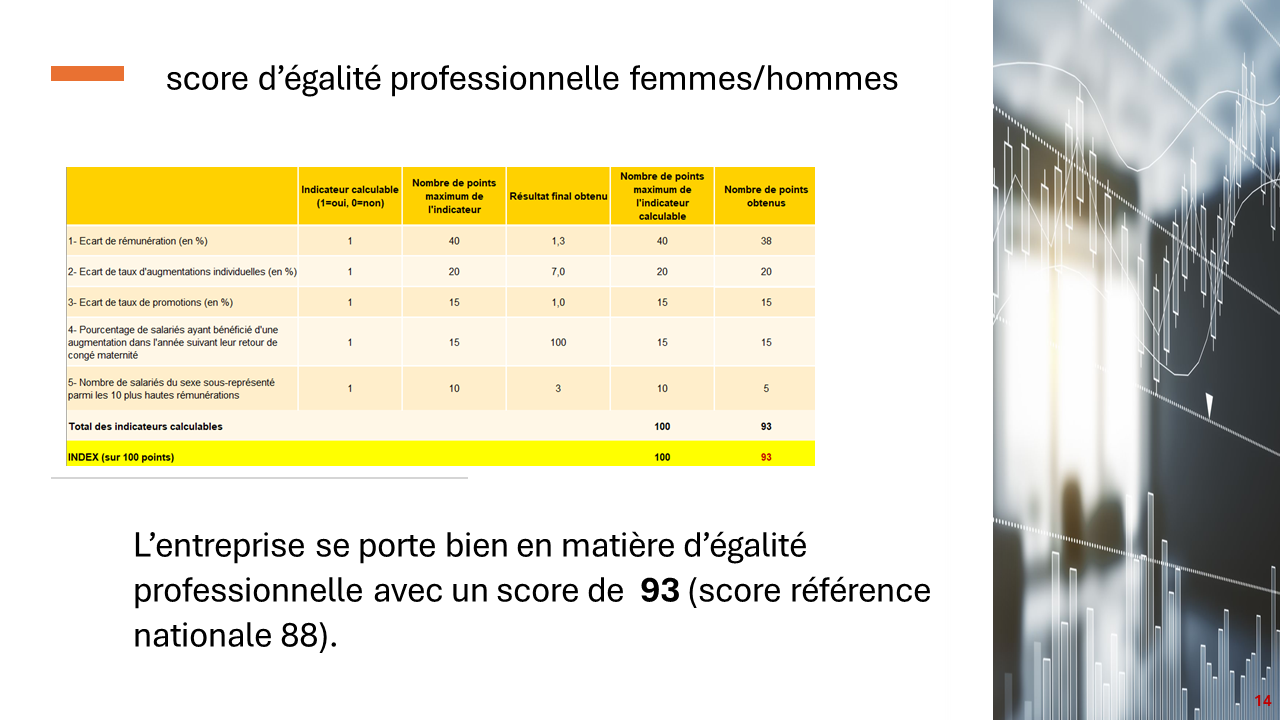 score d’égalité professionnelle femmes/hommes
Indicateur calculable (1=oui, 0=non) Nombre de points maximum de l'indicateur Résultat final obtenu Nombre de points maximum de l'indicateur calculable Nombre de points obtenus
1- Ecart de rémunération (en %) 1 40 1,3 40 38
2- Ecart de taux d'augmentations individuelles (en %) 1 20 7,0 20 20
3- Ecart de taux de promotions (en %) 1 15 1,0 15 15
4- Pourcentage de salariés ayant bénéficié d'une
augmentation dans l'année suivant leur retour de
congé maternité 1 15 100 15 15
5- Nombre de salariés du sexe sous-représenté
parmi les 10 plus hautes rémunérations 1 10 3 10 5
Total des indicateurs calculables 100 93
INDEX (sur 100 points) 100 93
L’entreprise se porte bien en matière d’égalité
professionnelle avec un score de 93 (score référence
nationale 88).
14